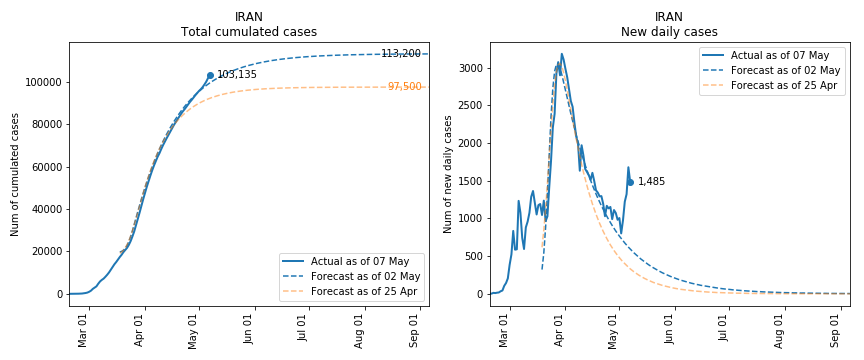 IRAN
Total cumulated cases
Num of cumulated cases
100000
80000
60000
40000
20000
0
113,200
103,135
97,500
Actual as of 07 May
Forecast as of 02 May
Forecast as of 25 Apr
Mar 01
Apr 01
May 01
Jun 01
Jul 01
Aug 01
Sep 01
IRAN
New daily cases
Num of new daily cases
3000
2500
2000
1500
1000
500
0
Actual as of 07 May
Forecast as of 02 May
Forecast as of 25 Apr
1,485
Mar 01
Apr 01
May 01
Jun 01
Jul 01
Aug 01
Sep 01